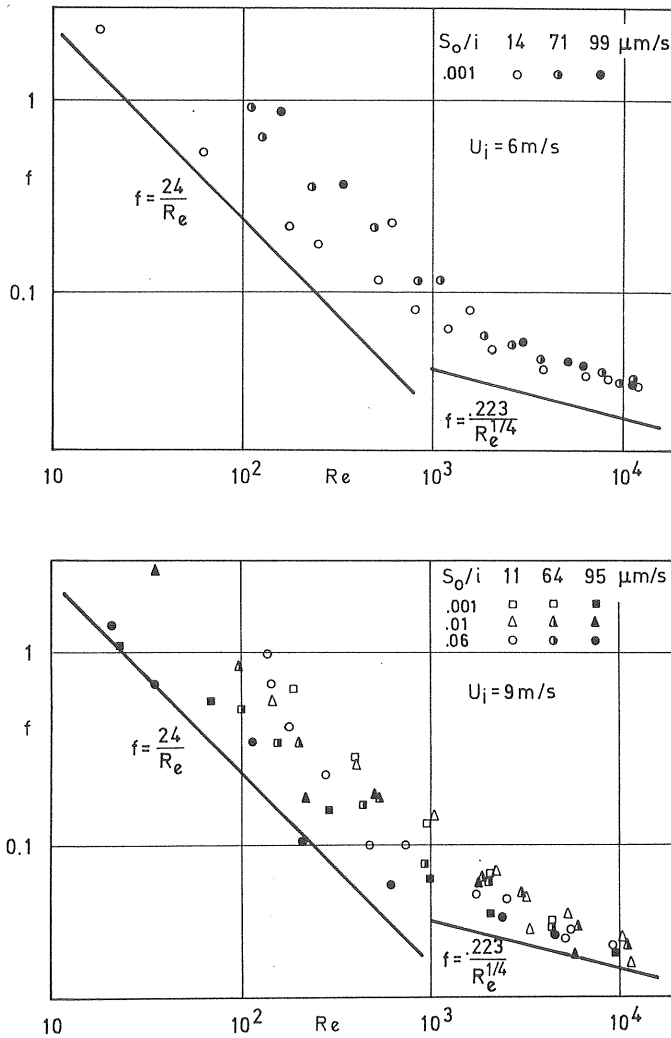 S₀/i 14 71 99 μm/s
.001
1
U_i = 6 m/s
f
f = 24/R_e
0.1
f = .223/R_e^1/4
10 10² Re 10³ 10⁴
S₀/i 11 64 95 μm/s
.001
.01
.06
1
U_i = 9 m/s
f
f = 24/R_e
0.1
f = .223/R_e^1/4
10 10² Re 10³ 10⁴